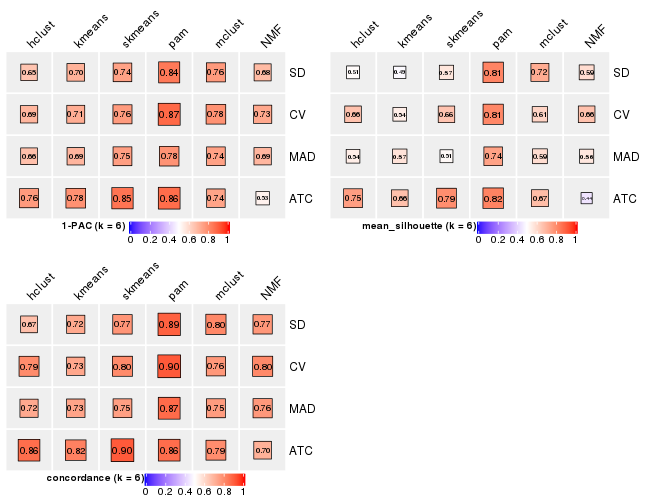 hclust kmeans skmeans pam mclust NMF
0.65 0.70 0.74 0.84 0.76 0.68 SD
0.69 0.71 0.76 0.87 0.78 0.73 CV
0.66 0.69 0.75 0.78 0.74 0.69 MAD
0.76 0.78 0.85 0.86 0.74 0.53 ATC
1-PAC (k = 6)
0 0.2 0.4 0.6 0.8 1
hclust kmeans skmeans pam mclust NMF
0.51 0.49 0.57 0.81 0.72 0.59 SD
0.66 0.54 0.66 0.81 0.61 0.66 CV
0.54 0.57 0.51 0.74 0.59 0.58 MAD
0.75 0.66 0.79 0.82 0.67 0.44 ATC
mean_silhouette (k = 6)
0 0.2 0.4 0.6 0.8 1
hclust kmeans skmeans pam mclust NMF
0.67 0.72 0.77 0.89 0.80 0.77 SD
0.79 0.73 0.80 0.90 0.76 0.80 CV
0.72 0.73 0.75 0.87 0.75 0.76 MAD
0.86 0.82 0.90 0.86 0.79 0.70 ATC
concordance (k = 6)
0 0.2 0.4 0.6 0.8 1